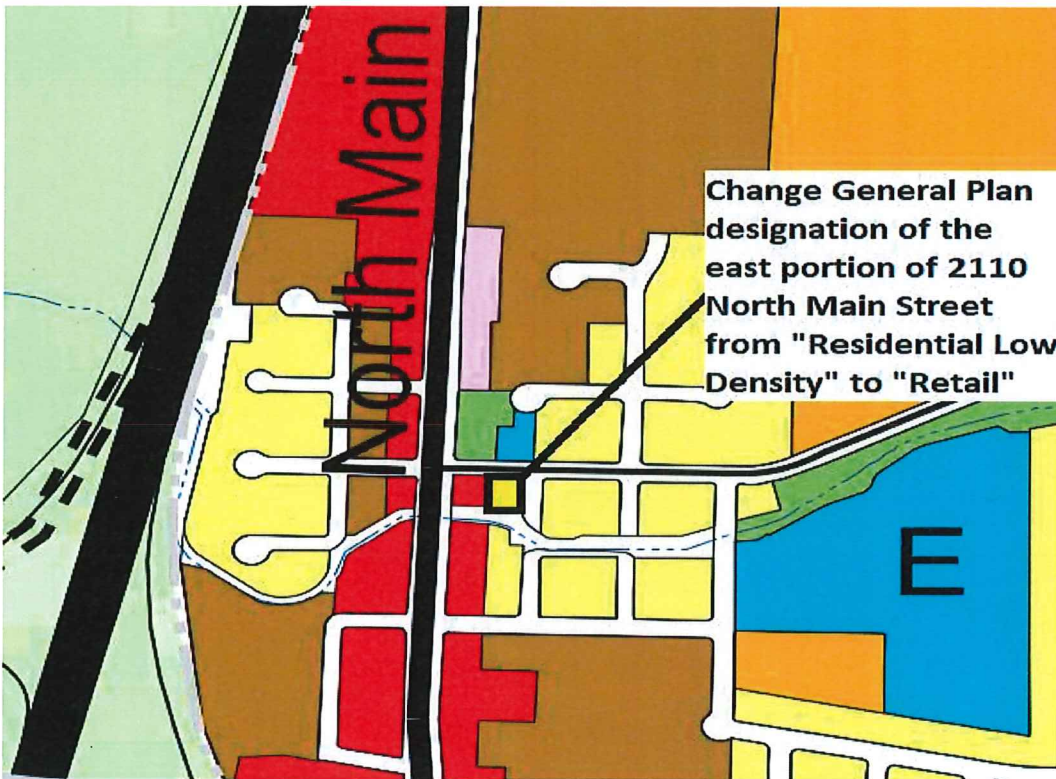 North Main
Change General Plan
designation of the
east portion of 2110
North Main Street
from "Residential Low
Density" to "Retail"
E